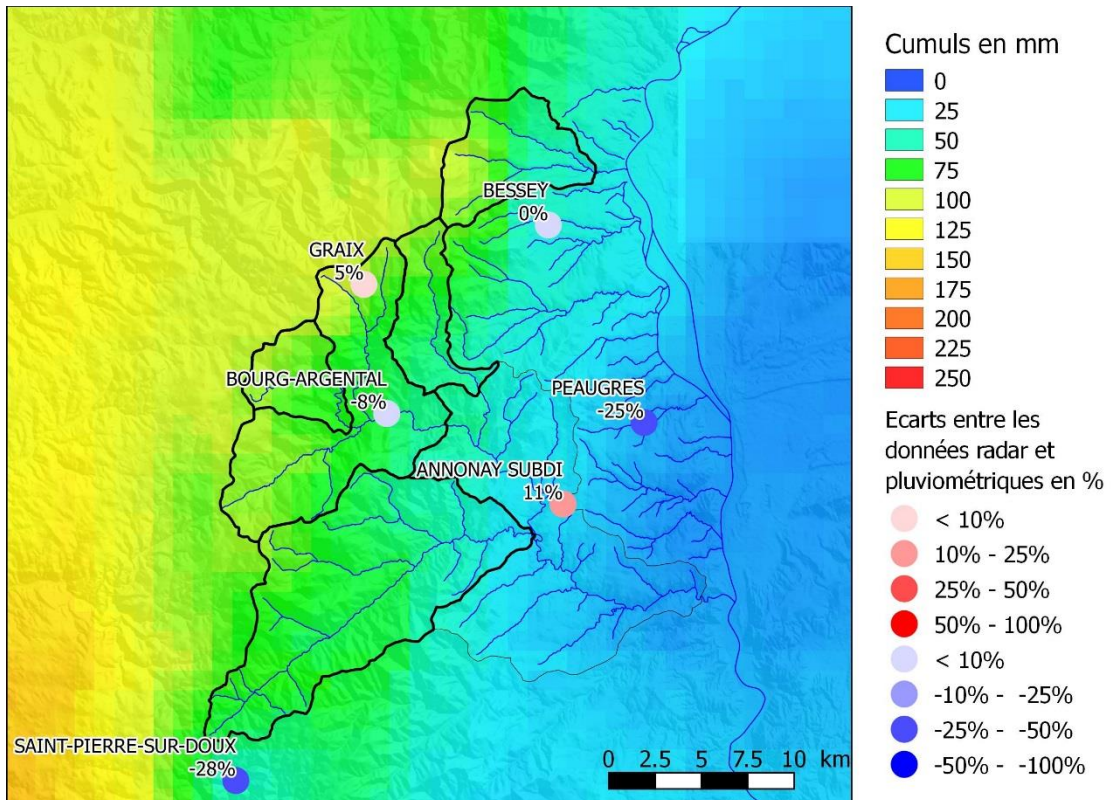 BESSEY
0%
GRAIX
5%
BOURG-ARGENTAL
-8%
PEAUGRES
-25%
ANNONAY SUBDI
11%
SAINT-PIERRE-SUR-DOUX
-28%
0 2.5 5 7.5 10 km
Cumuls en mm
0
25
50
75
100
125
150
175
200
225
250
Ecarts entre les
données radar et
pluviométriques en %
< 10%
10% - 25%
25% - 50%
50% - 100%
< 10%
-10% - -25%
-25% - -50%
-50% - -100%